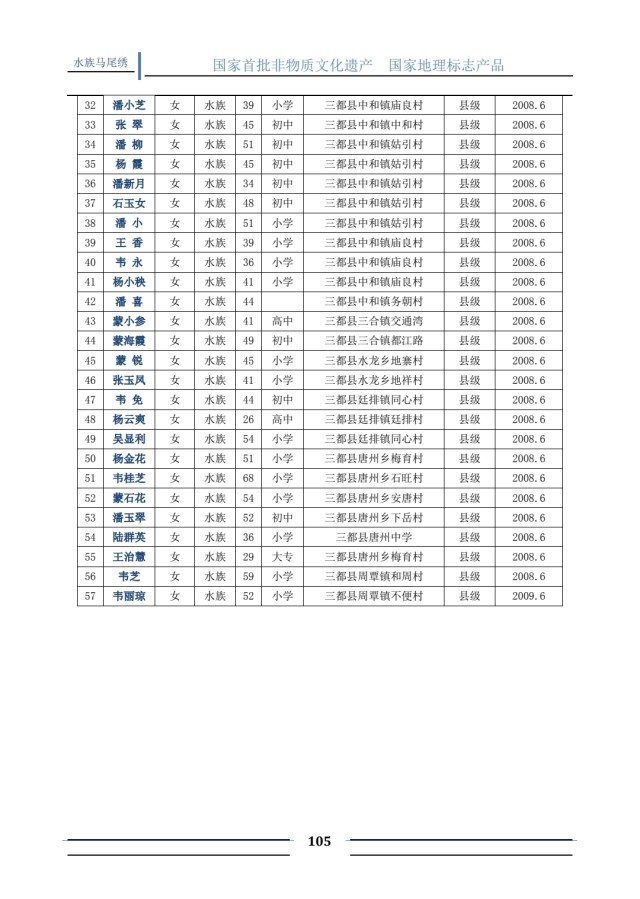 水族马尾绣
国家首批非物质文化遗产 国家地理标志产品
32 潘小芝 女 水族 39 小学 三都县中和镇庙良村 县级 2008.6
33 张 翠 女 水族 45 初中 三都县中和镇中和村 县级 2008.6
34 潘 柳 女 水族 51 初中 三都县中和镇姑引村 县级 2008.6
35 杨 霞 女 水族 45 初中 三都县中和镇姑引村 县级 2008.6
36 潘新月 女 水族 34 初中 三都县中和镇姑引村 县级 2008.6
37 石玉女 女 水族 48 初中 三都县中和镇姑引村 县级 2008.6
38 潘 小 女 水族 51 小学 三都县中和镇姑引村 县级 2008.6
39 王 香 女 水族 39 小学 三都县中和镇庙良村 县级 2008.6
40 韦 永 女 水族 36 小学 三都县中和镇庙良村 县级 2008.6
41 杨小秧 女 水族 41 小学 三都县中和镇庙良村 县级 2008.6
42 潘 喜 女 水族 44 三都县中和镇务朝村 县级 2008.6
43 蒙小参 女 水族 41 高中 三都县三合镇交通湾 县级 2008.6
44 蒙海霞 女 水族 49 初中 三都县三合镇都江路 县级 2008.6
45 蒙 锐 女 水族 45 小学 三都县水龙乡地寨村 县级 2008.6
46 张玉凤 女 水族 41 小学 三都县水龙乡地祥村 县级 2008.6
47 韦 免 女 水族 44 初中 三都县廷排镇同心村 县级 2008.6
48 杨云爽 女 水族 26 高中 三都县廷排镇廷排村 县级 2008.6
49 吴显利 女 水族 54 小学 三都县廷排镇同心村 县级 2008.6
50 杨金花 女 水族 51 小学 三都县唐州乡梅育村 县级 2008.6
51 韦桂芝 女 水族 68 小学 三都县唐州乡石旺村 县级 2008.6
52 蒙石花 女 水族 54 小学 三都县唐州乡安唐村 县级 2008.6
53 潘玉翠 女 水族 52 初中 三都县唐州乡下岳村 县级 2008.6
54 陆群英 女 水族 36 小学 三都县唐州中学 县级 2008.6
55 王治慧 女 水族 29 大专 三都县唐州乡梅育村 县级 2008.6
56 韦芝 女 水族 59 小学 三都县周覃镇和周村 县级 2008.6
57 韦丽琼 女 水族 52 小学 三都县周覃镇不便村 县级 2009.6
105